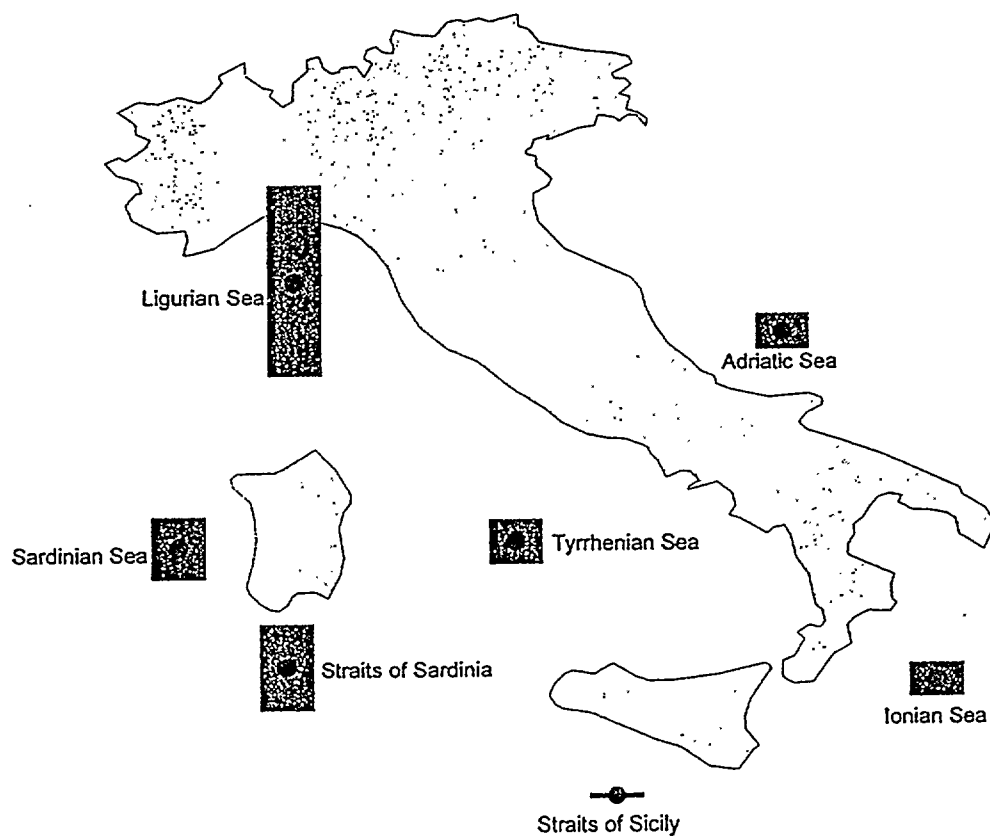 Ligurian Sea
Adriatic Sea
Sardinian Sea
Tyrrhenian Sea
Straits of Sardinia
Ionian Sea
Straits of Sicily